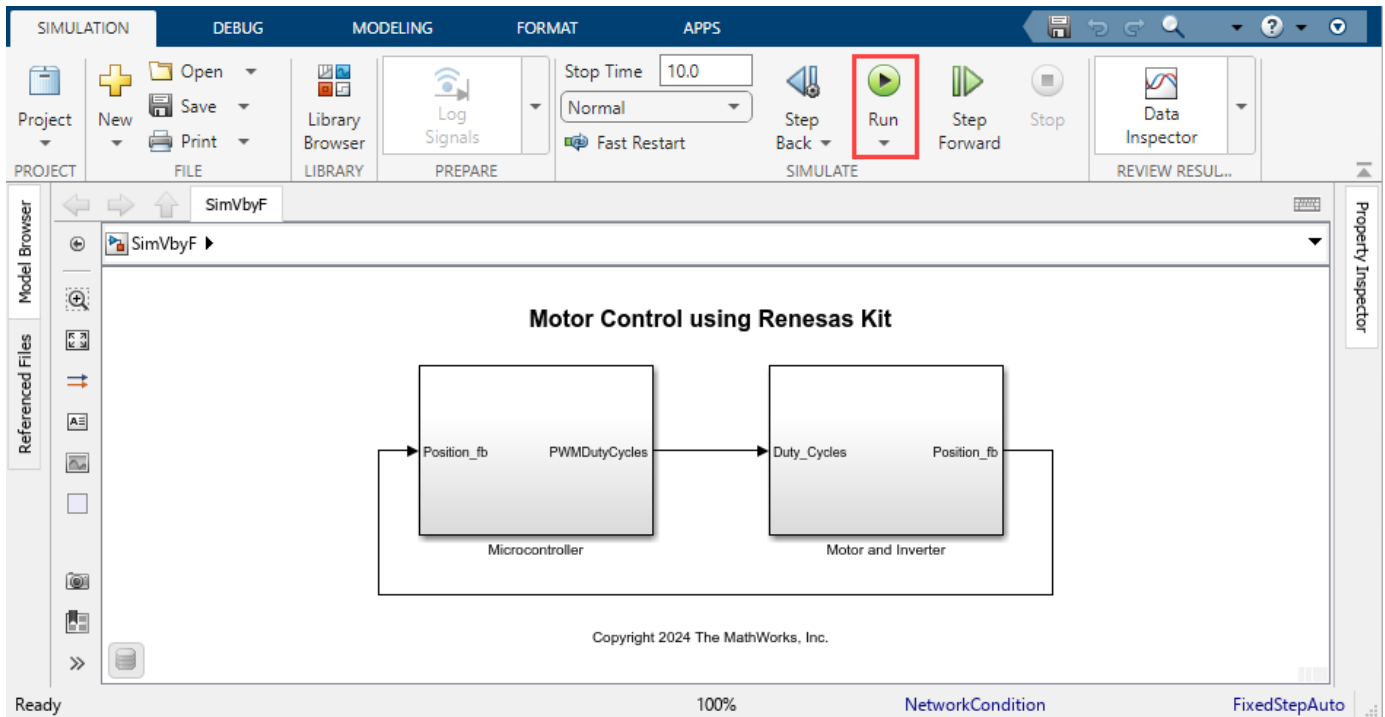 SIMULATION DEBUG MODELING FORMAT APPS
Project
New
Open
Save
Print
Library
Browser
Log
Signals
Stop Time 10.0
Normal
Fast Restart
Step
Back
Run
Step
Forward
Stop
Data
Inspector
PROJECT FILE LIBRARY PREPARE SIMULATE REVIEW RESUL...
Model Browser
Referenced Files
SimVbyF
SimVbyF
Property Inspector
Motor Control using Renesas Kit
Position_fb PWMDutyCycles Duty_Cycles Position_fb
Microcontroller Motor and Inverter
Copyright 2024 The MathWorks, Inc.
Ready 100% NetworkCondition FixedStepAuto